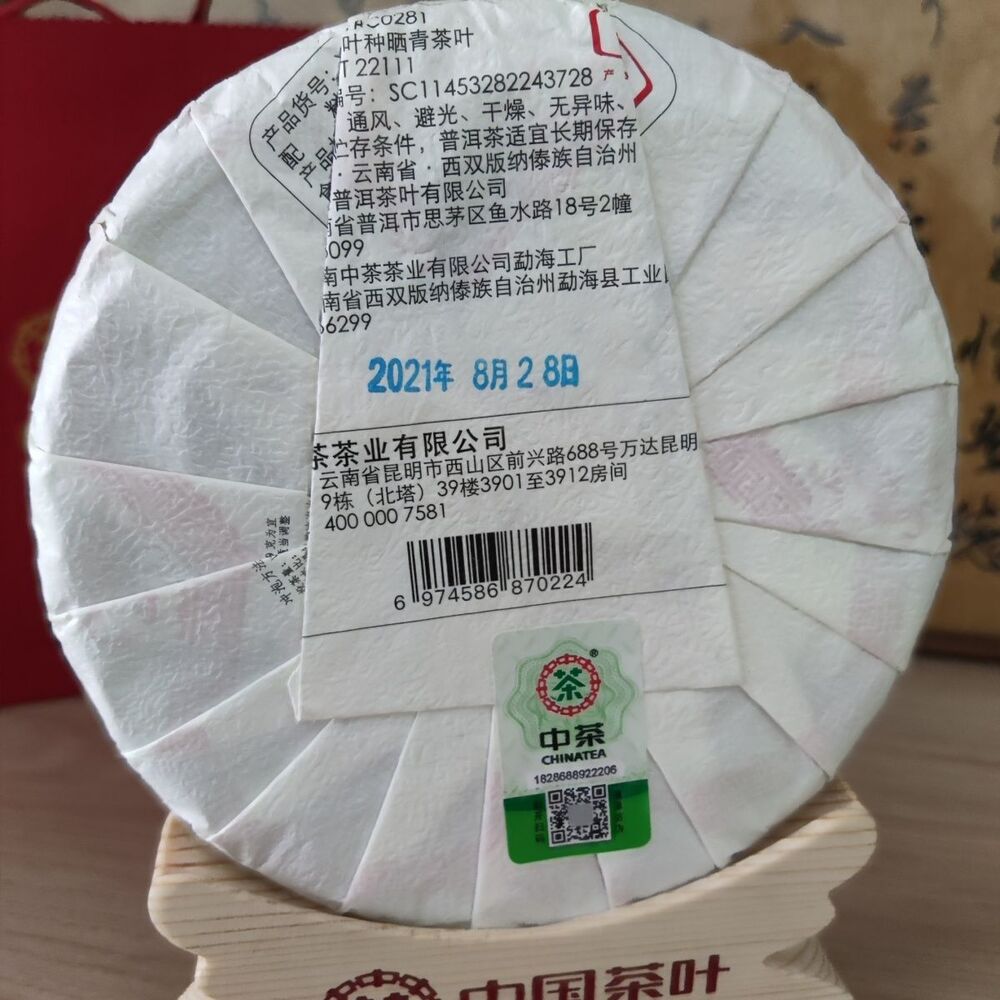 AC0281
叶种晒青茶叶
T 22111
编号：SC11453282243728
通风、避光、干燥、无异味、
贮存条件，普洱茶适宜长期保存
·云南省·西双版纳傣族自治州
普洱茶叶有限公司
省普洱市思茅区鱼水路18号2幢
099
南中茶茶业有限公司勐海工厂
南省西双版纳傣族自治州勐海县工业
6299
产品货号：
配
产品
2021年 8月28日
茶茶业有限公司
云南省昆明市西山区前兴路688号万达昆明
9栋（北塔）39楼3901至3912房间
400 000 7581
冲泡方法
6 974586 870224
茶
®
中茶
CHINATEA
1828688922206
中国茶叶